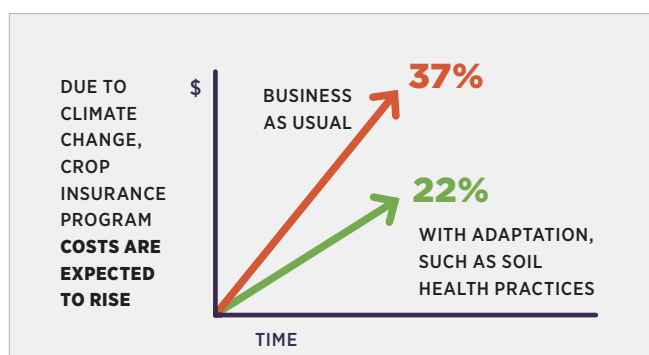 DUE TO
CLIMATE
CHANGE,
CROP
INSURANCE
PROGRAM
COSTS ARE
EXPECTED
TO RISE
$
BUSINESS
AS USUAL
37%
22%
WITH ADAPTATION,
SUCH AS SOIL
HEALTH PRACTICES
TIME